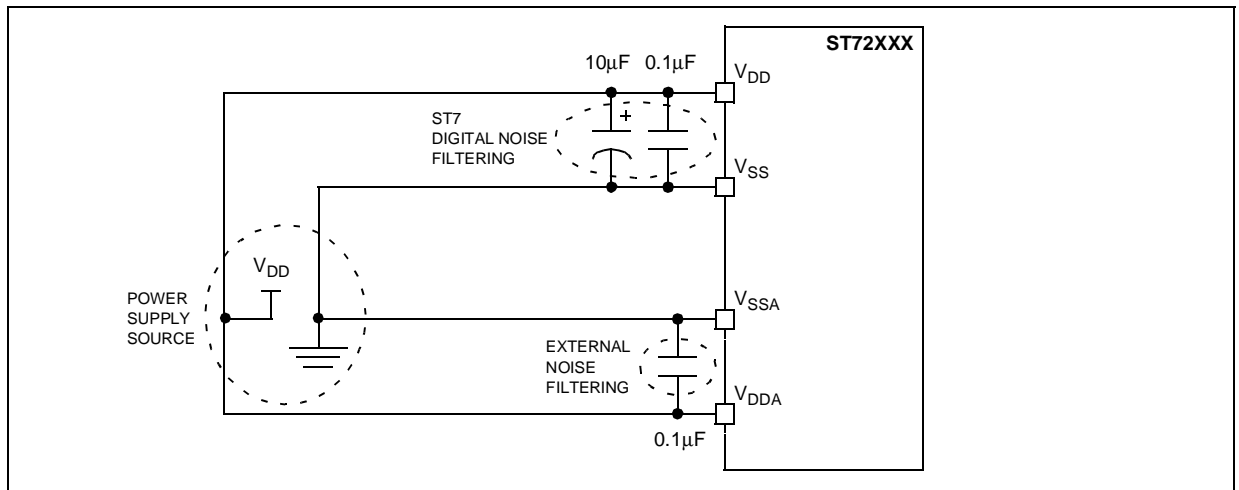 ST72XXX
10μF 0.1μF
VDD
+
ST7
DIGITAL NOISE
FILTERING
VSS
VDD
POWER
SUPPLY
SOURCE
VSSA
EXTERNAL
NOISE
FILTERING
VDDA
0.1μF